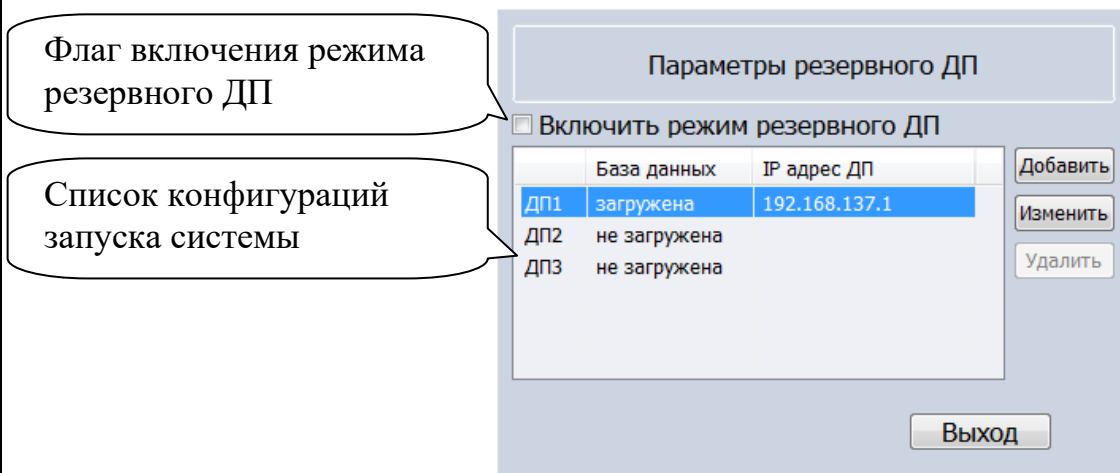 Флаг включения режима
резервного ДП
Список конфигураций
запуска системы
Параметры резервного ДП
Включить режим резервного ДП
База данных IP адрес ДП
ДП1 загружена 192.168.137.1
ДП2 не загружена
ДП3 не загружена
Добавить
Изменить
Удалить
Выход